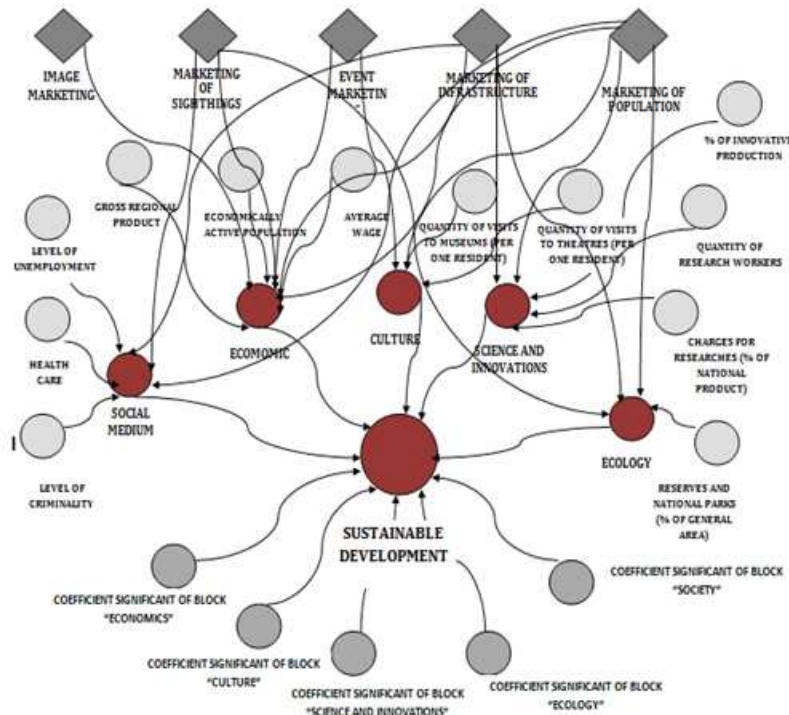 IMAGE
MARKETING
MARKETING
OF
SIGHTHINGS
EVENT
MARKETIN
MARKETING OF
INFRASTRUCTURE
MARKETING OF
POPULATION
% OF INNOVATIVE
PRODUCTION
GROSS REGIONAL
PRODUCT
ECONOMICALLY
ACTIVE POPULATION
AVERAGE
WAGE
QUANTITY OF VISITS
TO MUSEUMS (PER
ONE RESIDENT)
QUANTITY OF VISITS
TO THEATRES (PER
ONE RESIDENT)
QUANTITY OF
RESEARCH WORKERS
LEVEL OF
UNEMPLOYMENT
HEALTH
CARE
ECOMOMIC
CULTURE
SCIENCE AND
INNOVATIONS
CHARGES FOR
RESEARCHES (% OF
NATIONAL
PRODUCT)
SOCIAL
MEDIUM
I
LEVEL OF
CRIMINALITY
ECOLOGY
RESERVES AND
NATIONAL PARKS
(% OF GENERAL
AREA)
SUSTAINABLE
DEVELOPMENT
COEFFICIENT SIGNIFICANT OF BLOCK
"ECONOMICS"
COEFFICIENT SIGNIFICANT OF BLOCK
"CULTURE"
COEFFICIENT SIGNIFICANT OF BLOCK
"SCIENCE AND INNOVATIONS"
COEFFICIENT SIGNIFICANT OF BLOCK
"ECOLOGY"
COEFFICIENT SIGNIFICANT OF BLOCK
"SOCIETY"